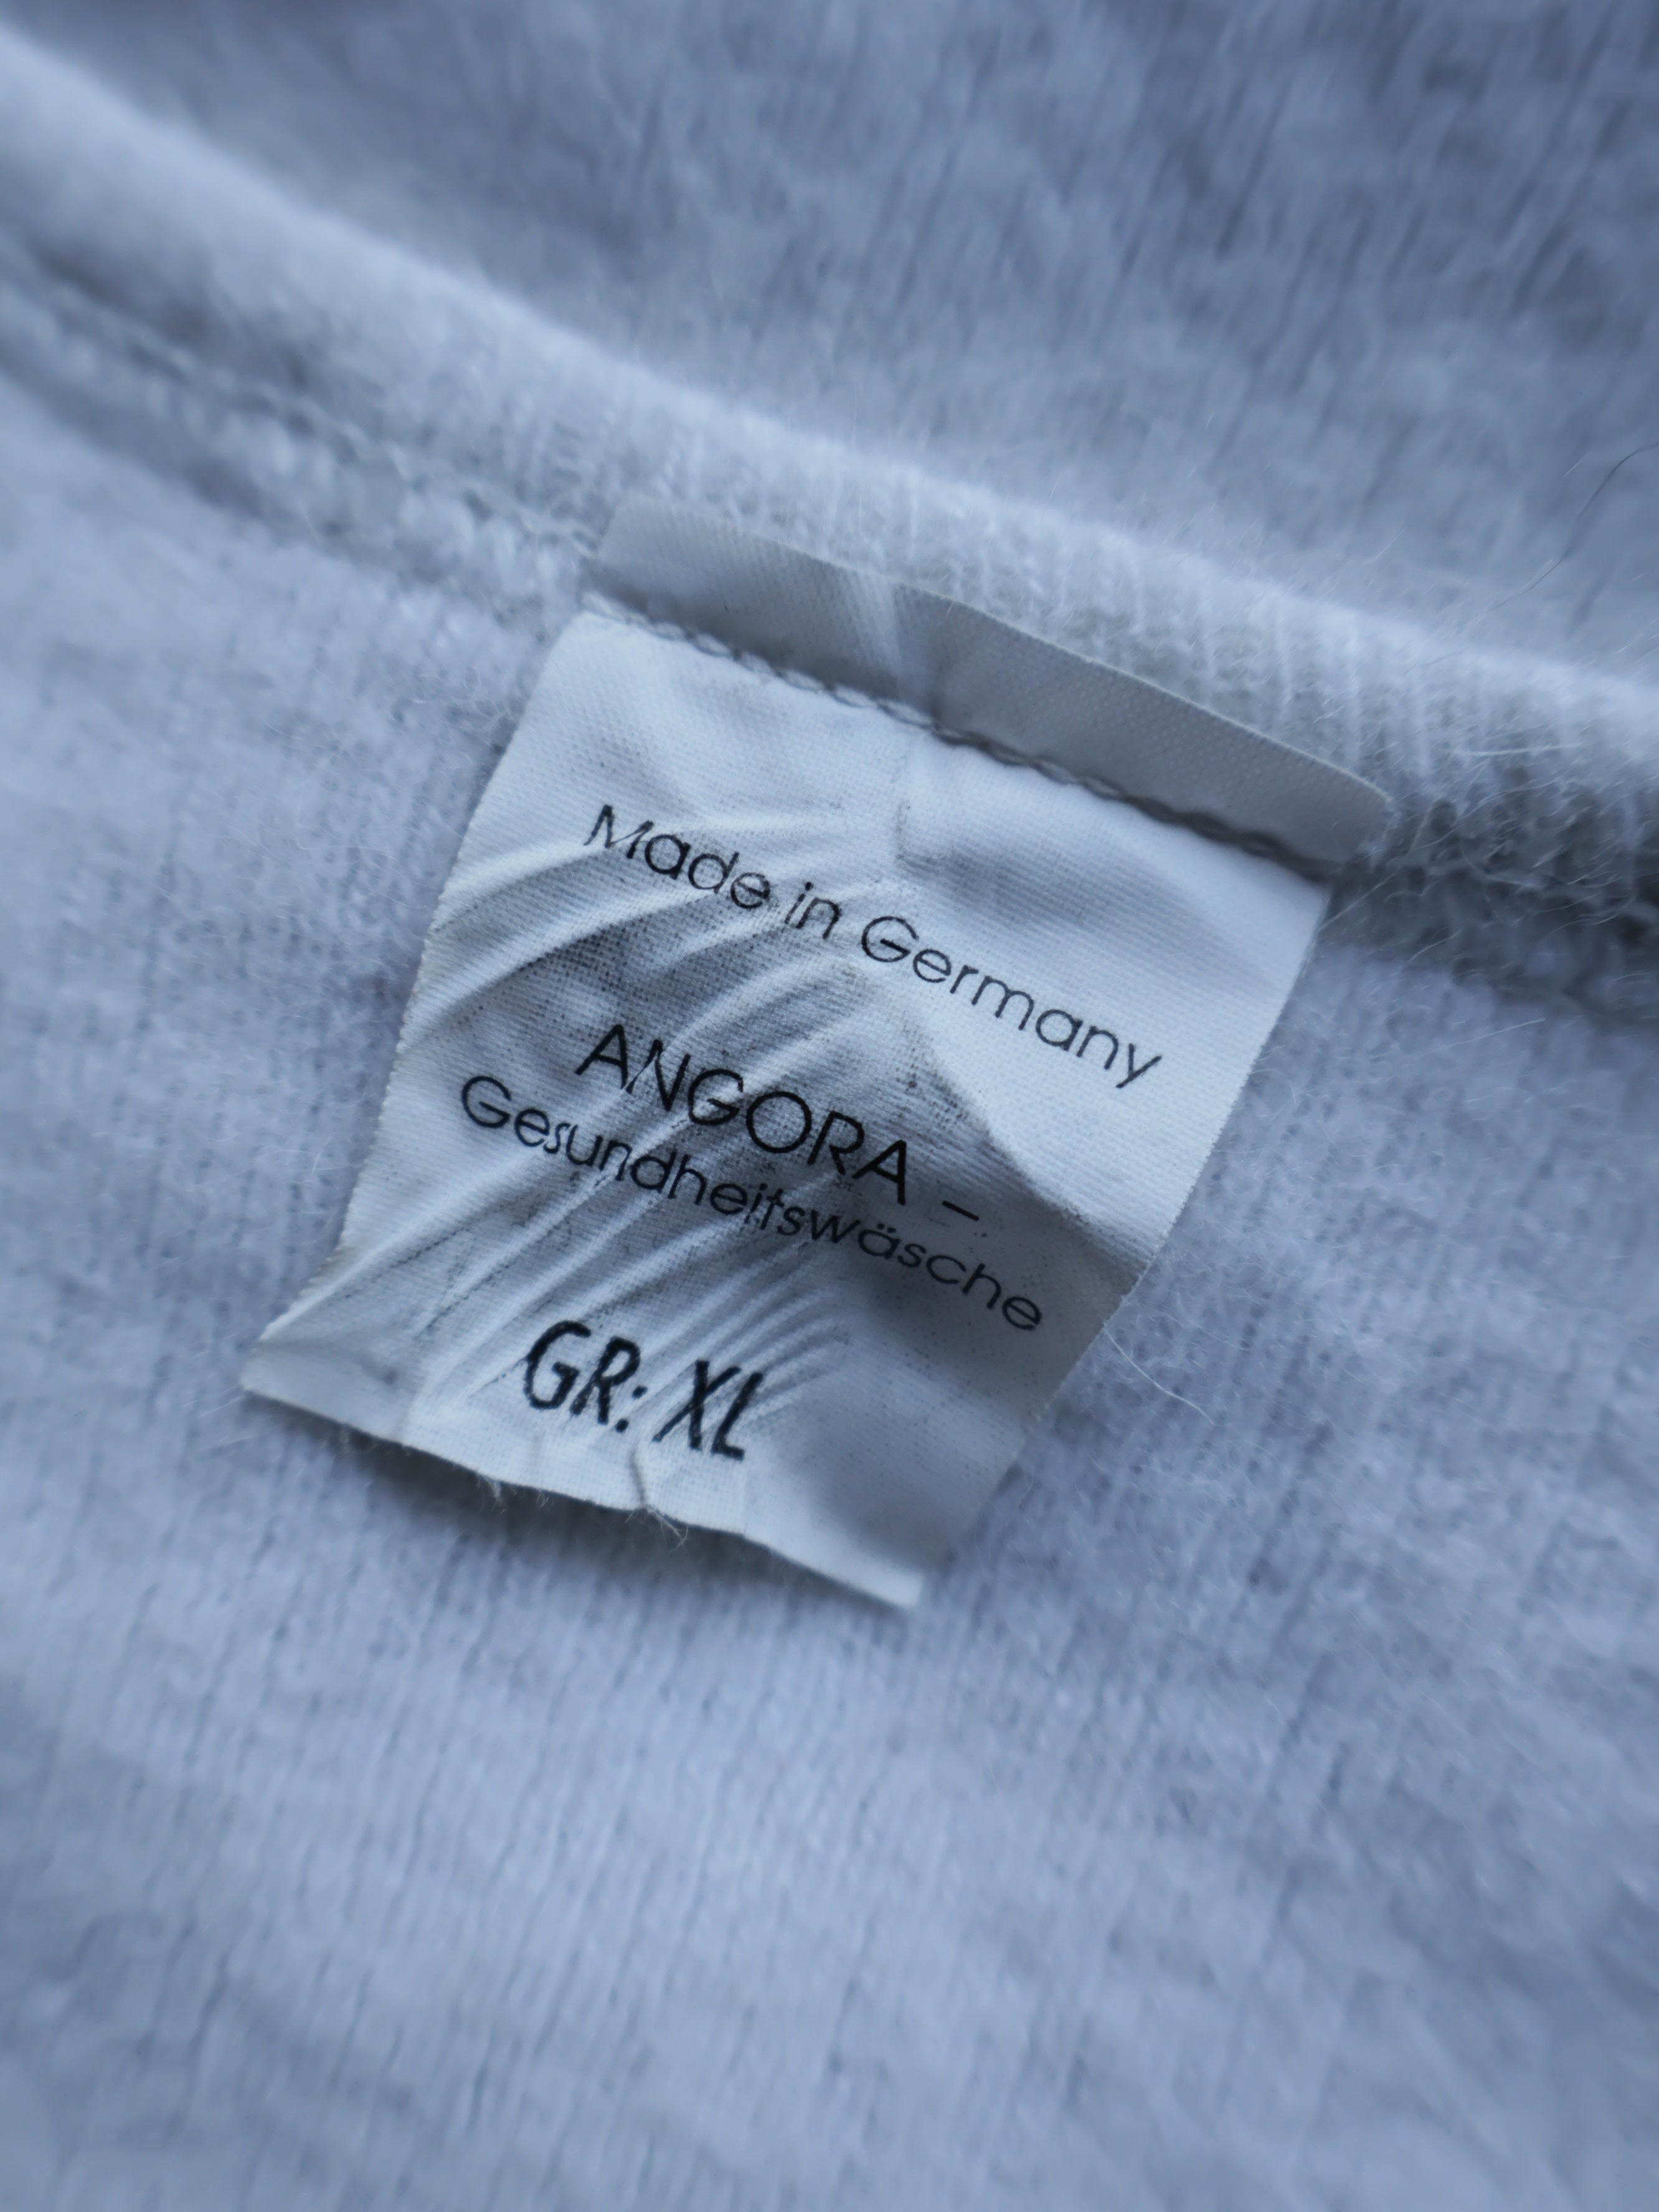 Made in Germany
ANGORA –
Gesundheitswäsche
GR: XL